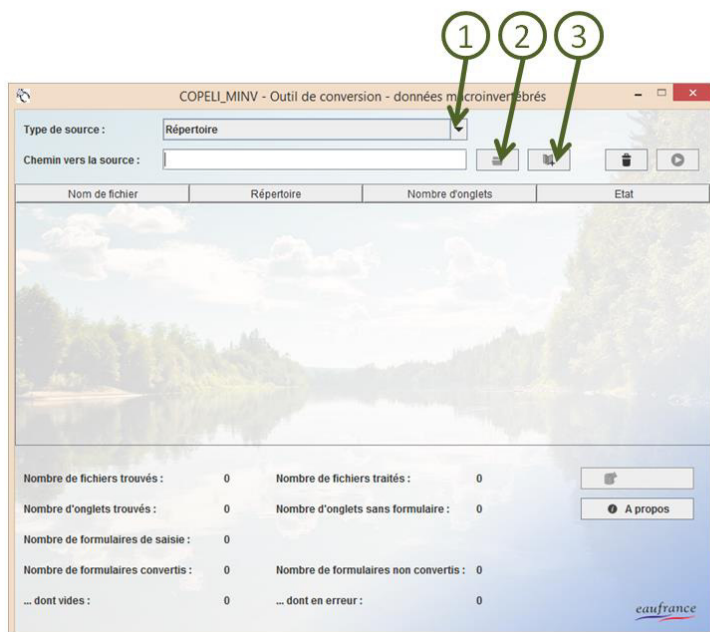 1 2 3
COPELI_MINV - Outil de conversion - données macroinvertébrés
Type de source : Répertoire
Chemin vers la source :
Nom de fichier Répertoire Nombre d'onglets Etat
Nombre de fichiers trouvés : 0 Nombre de fichiers traités : 0
Nombre d'onglets trouvés : 0 Nombre d'onglets sans formulaire : 0 A propos
Nombre de formulaires de saisie : 0
Nombre de formulaires convertis : 0 Nombre de formulaires non convertis : 0
... dont vides : 0 ... dont en erreur : 0
eaufrance